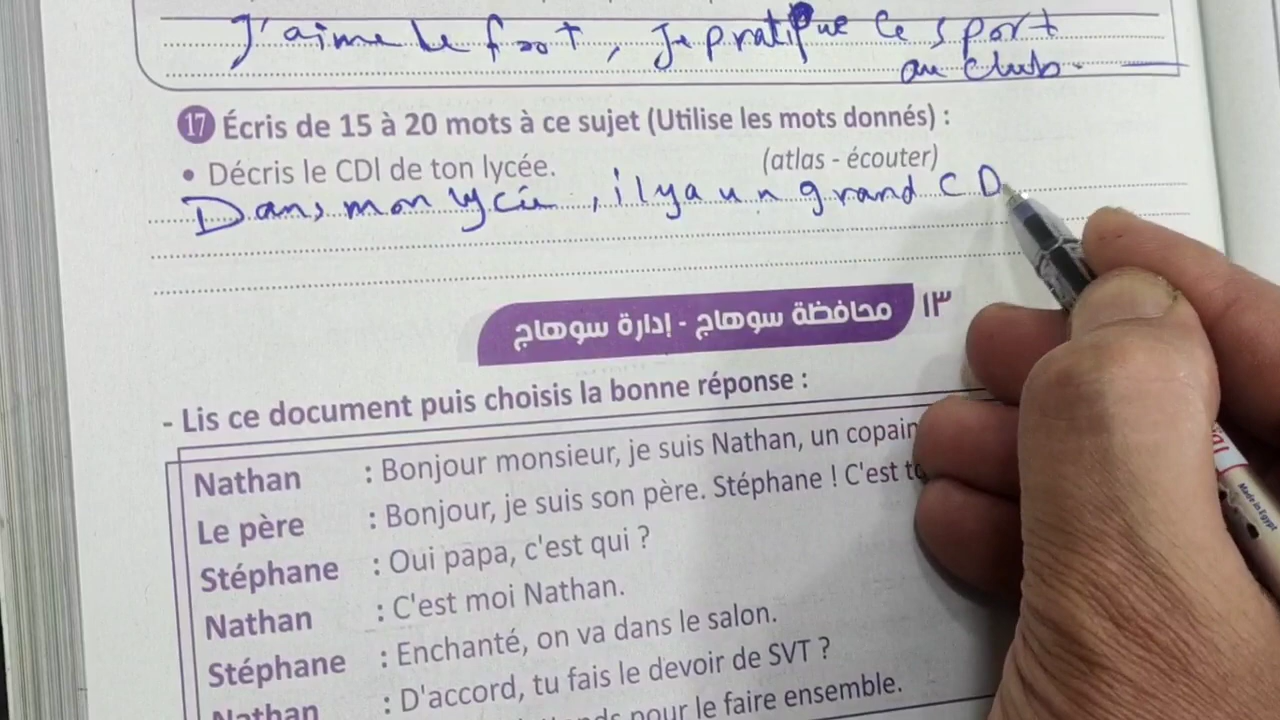 J'aime le foot, Je pratique ce sport
au club.
17 Écris de 15 à 20 mots à ce sujet (Utilise les mots donnés) :
• Décris le CDI de ton lycée. (atlas - écouter)
Dans mon lycée, il y a un grand CD
محافظة سوهاج - إدارة سوهاج ١٣
- Lis ce document puis choisis la bonne réponse :
Nathan : Bonjour monsieur, je suis Nathan, un copain
Le père : Bonjour, je suis son père. Stéphane ! C'est
Stéphane : Oui papa, c'est qui ?
Nathan : C'est moi Nathan.
Stéphane : Enchanté, on va dans le salon.
Nathan : D'accord, tu fais le devoir de SVT ?
pour le faire ensemble.
Made in Egypt